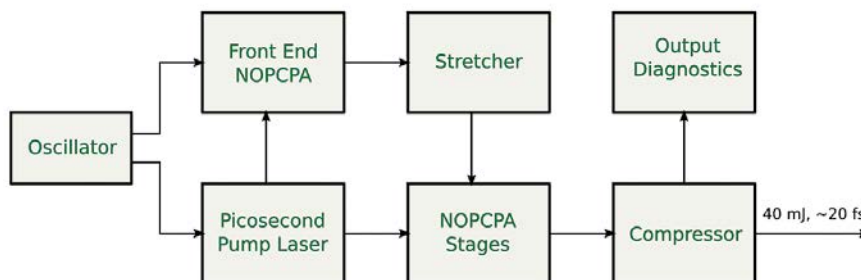 Front End
NOPCPA
Stretcher
Output
Diagnostics
Oscillator
Picosecond
Pump Laser
NOPCPA
Stages
Compressor
40 mJ, ~20 fs